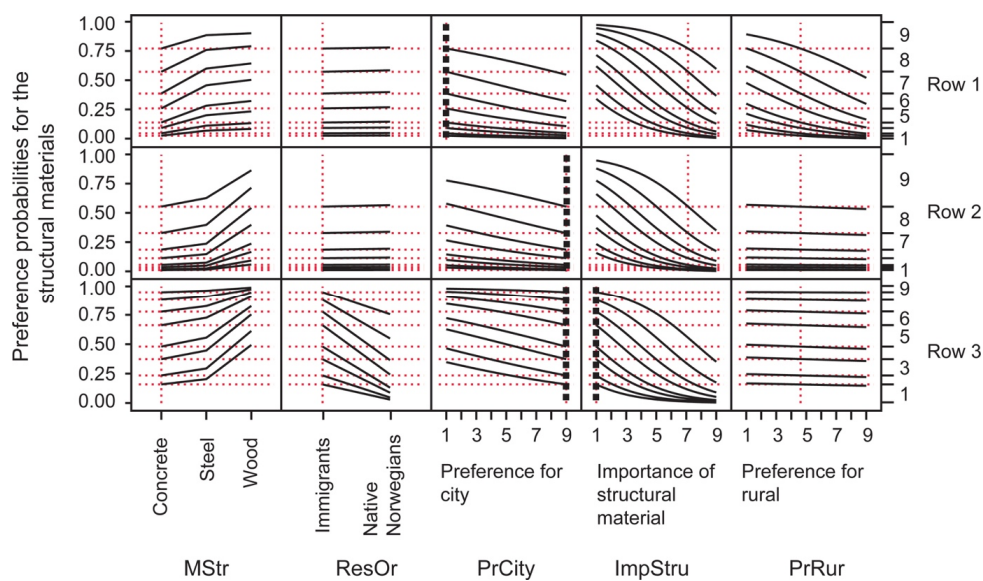 Preference probabilities for the
structural materials
1.00
0.75
0.50
0.25
0.00
9
8
7
6
5
1
Row 1
1.00
0.75
0.50
0.25
0.00
9
8
7
1
Row 2
1.00
0.75
0.50
0.25
0.00
9
6
5
3
1
Row 3
Concrete
Steel
Wood
Immigrants
Native
Norwegians
1 3 5 7 9
1 3 5 7 9
1 3 5 7 9
Preference for
city
Importance of
structural
material
Preference for
rural
MStr ResOr PrCity ImpStru PrRur